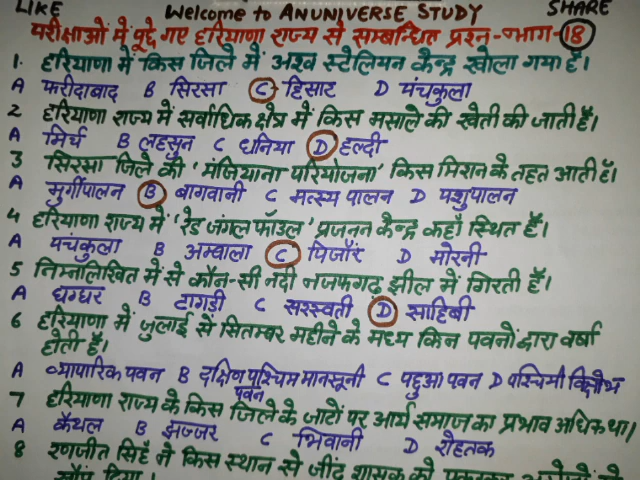 LIKE Welcome to ANUNIVERSE STUDY SHARE
परीक्षाओं में पूछे गए हरियाणा राज्य से सम्बन्धित प्रश्न-भाग-18
1. हरियाणा में किस जिले में अश्व स्टेलियन केन्द्र खोला गया है।
A फरीदाबाद B सिरसा C हिसार D पंचकुला
2 हरियाणा राज्य में सर्वाधिक क्षेत्र में किस मसाले की खेती की जाती है।
A मिर्च B लहसुन C धनिया D हल्दी
3 सिरसा जिले की 'मंजियाना परियोजना' किस मिशन के तहत आती है।
A मुर्गीपालन B बागवानी C मत्स्य पालन D पशुपालन
4 हरियाणा राज्य में 'रेड जंगल फॉउल' प्रजनन केन्द्र कहाँ स्थित है।
A पंचकुला B अम्बाला C पिंजौर D मोरनी
5 निम्नलिखित में से कौन-सी नदी नजफगढ़ झील में गिरती है।
A घग्घर B टांगड़ी C सरस्वती D साहिबी
6 हरियाणा में जुलाई से सितम्बर महीने के मध्य किन पवनों द्वारा वर्षा
होती है।
A व्यापारिक पवन B दक्षिण पश्चिम मानसूनी पवन C पछुआ पवन D पश्चिमी विक्षोभ
7 हरियाणा राज्य के किस जिले के जाटों पर आर्य समाज का प्रभाव अधिक था।
A कैथल B झज्जर C भिवानी D रोहतक
8 रणजीत सिंह ने किस स्थान से जींद शासक को पकड़कर अंग्रेजों को
सौंप दिया।